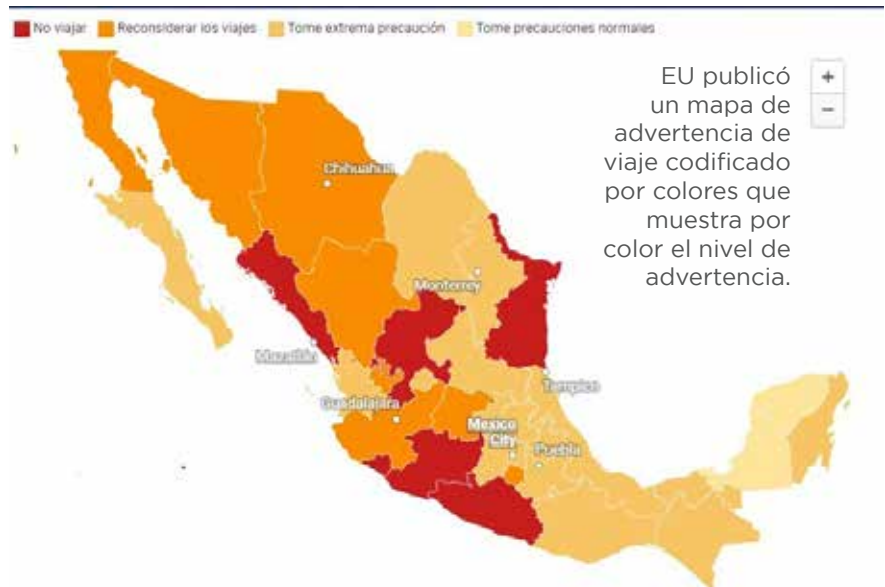 No viajar Reconsiderar los viajes Tome extrema precaución Tome precauciones normales
EU publicó
un mapa de
advertencia de
viaje codificado
por colores que
muestra por
color el nivel de
advertencia.
+
−
Chihuahua
Monterrey
Mazatlán
Tampico
Guadalajara
Mexico
City
Puebla